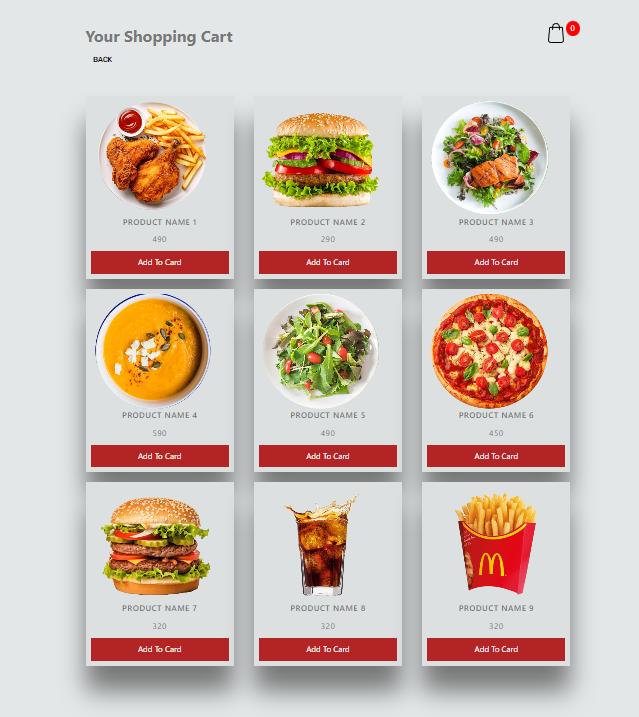 Your Shopping Cart
0
BACK
PRODUCT NAME 1
490
Add To Card
PRODUCT NAME 2
290
Add To Card
PRODUCT NAME 3
490
Add To Card
PRODUCT NAME 4
590
Add To Card
PRODUCT NAME 5
490
Add To Card
PRODUCT NAME 6
450
Add To Card
PRODUCT NAME 7
320
Add To Card
PRODUCT NAME 8
320
Add To Card
PRODUCT NAME 9
320
Add To Card